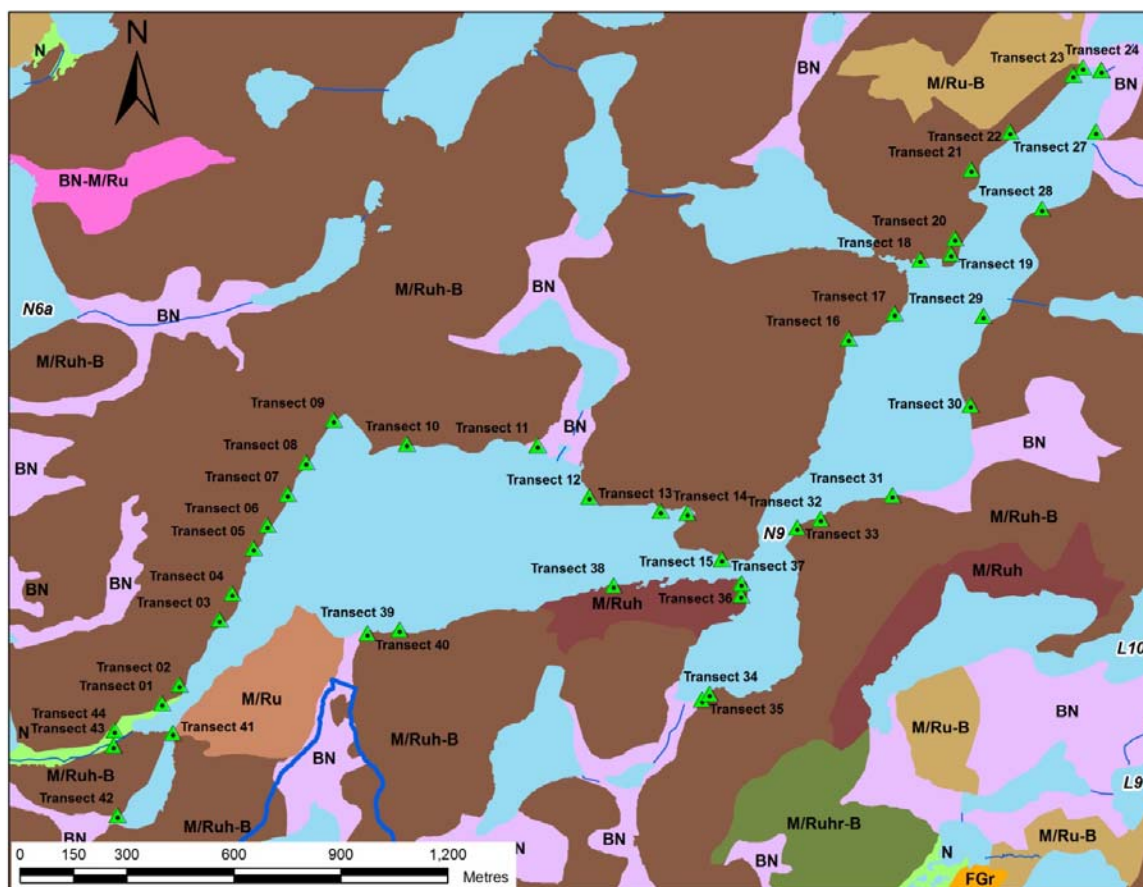 N
N
Transect 23
Transect 24
BN
BN
M/Ru-B
Transect 22
Transect 27
Transect 21
BN-M/Ru
Transect 28
Transect 20
Transect 18
Transect 19
M/Ruh-B
BN
N6a
BN
Transect 17
Transect 29
Transect 16
M/Ruh-B
Transect 30
Transect 09
Transect 10
Transect 11
BN
BN
Transect 08
BN
Transect 07
Transect 12
Transect 31
Transect 06
Transect 13
Transect 14
Transect 32
Transect 05
N9
Transect 33
M/Ruh-B
Transect 15
Transect 37
M/Ruh
BN
BN
Transect 04
Transect 38
M/Ruh
Transect 36
Transect 03
Transect 39
Transect 40
L10
Transect 02
Transect 34
Transect 01
M/Ru
Transect 35
BN
Transect 44
N
Transect 43
Transect 41
M/Ruh-B
M/Ru-B
BN
M/Ruh-B
L9
Transect 42
M/Ruh-B
M/Ruhr-B
BN
M/Ru-B
BN
BN
BN
N
FGr
0 150 300 600 900 1,200
Metres